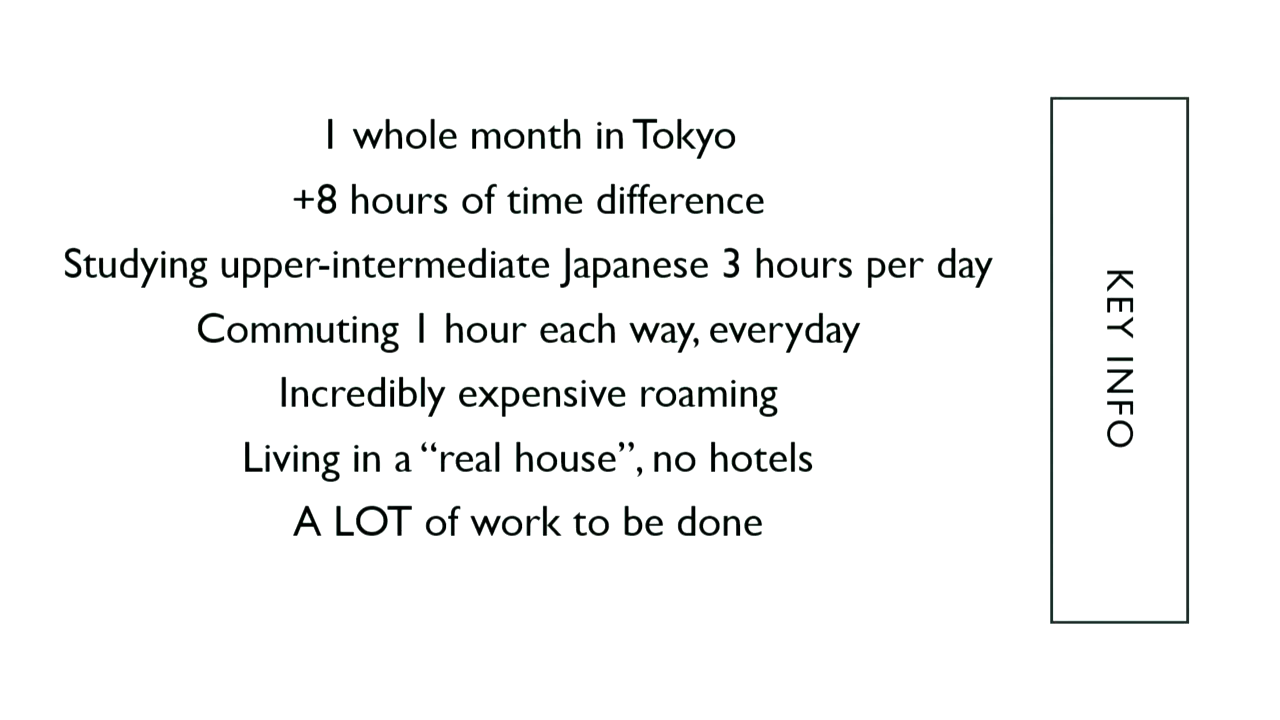 1 whole month in Tokyo
+8 hours of time difference
Studying upper-intermediate Japanese 3 hours per day
Commuting 1 hour each way, everyday
Incredibly expensive roaming
Living in a “real house”, no hotels
A LOT of work to be done
KEY INFO